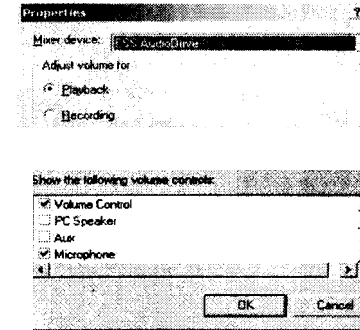 Properties
Mixer device: ESS AudioDrive
Adjust volume for
Playback
Recording
Show the following volume controls:
Volume Control
PC Speaker
Aux
Microphone
OK Cancel